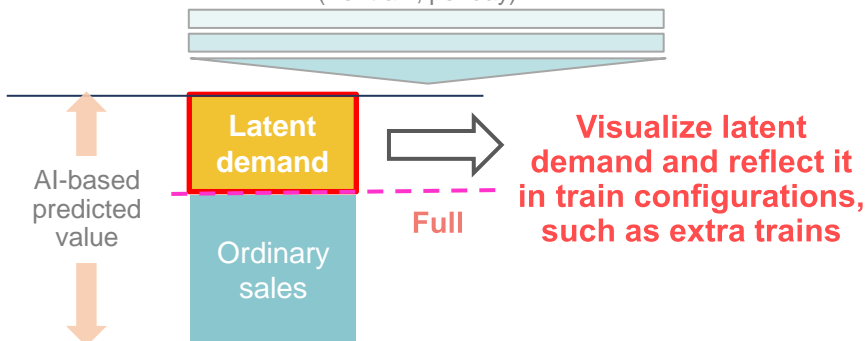 Latent
demand
Visualize latent
demand and reflect it
in train configurations,
such as extra trains
AI-based
predicted
value
Full
Ordinary
sales